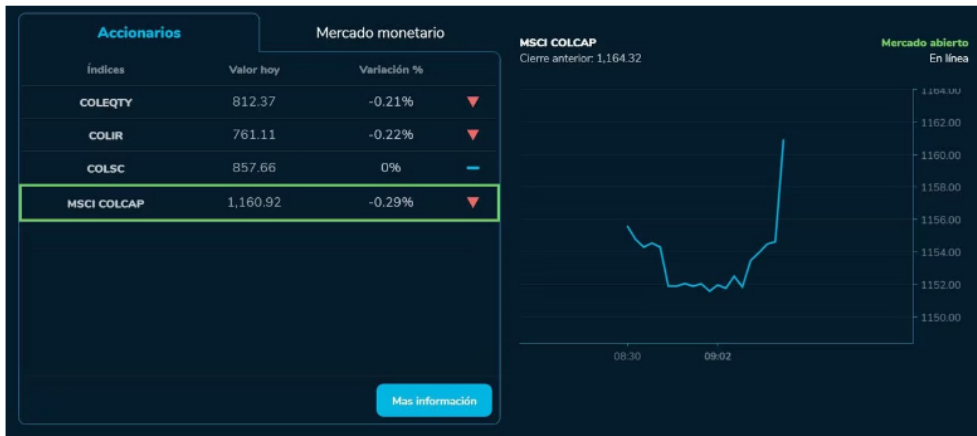 Accionarios Mercado monetario
Índices Valor hoy Variación %
COLEQTY 812.37 -0.21%
COLIR 761.11 -0.22%
COLSC 857.66 0%
MSCI COLCAP 1,160.92 -0.29%
Mas información
MSCI COLCAP Mercado abierto
Cierre anterior: 1,164.32 En línea
1164.00
1162.00
1160.00
1158.00
1156.00
1154.00
1152.00
1150.00
08:30 09:02